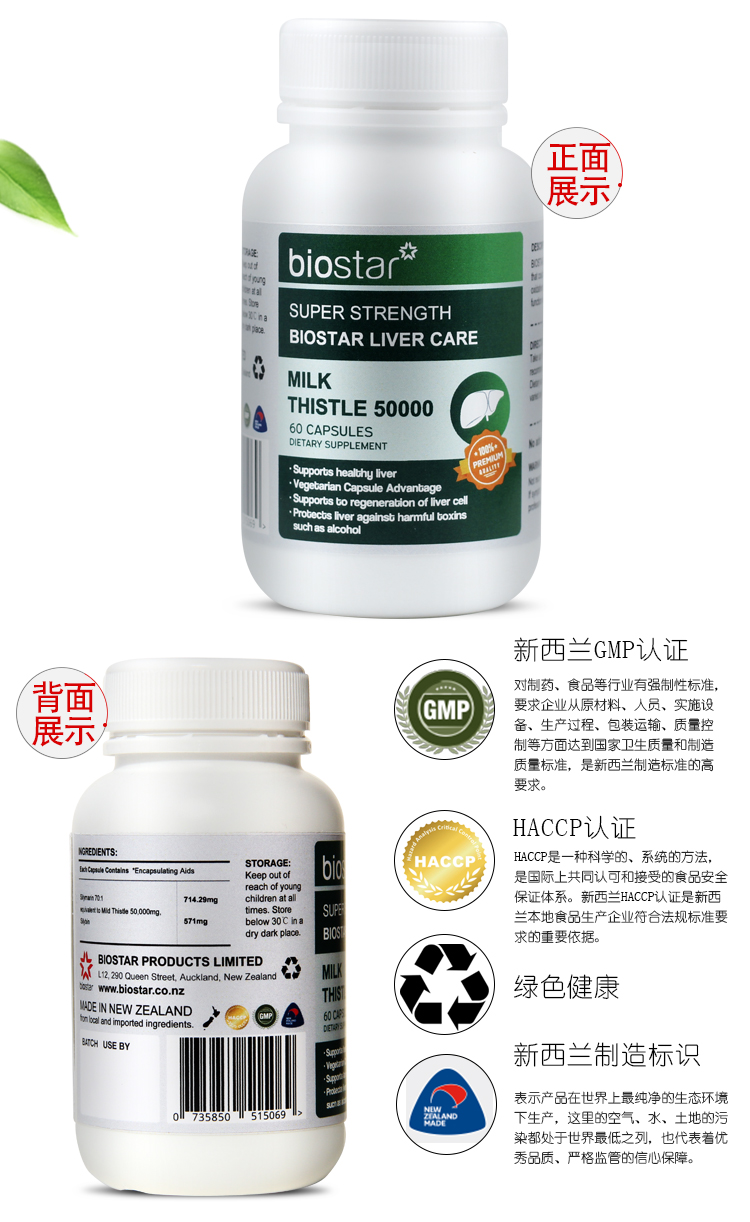 正面
展示
biostar
SUPER STRENGTH
BIOSTAR LIVER CARE
MILK
THISTLE 50000
60 CAPSULES
DIETARY SUPPLEMENT
100%
PREMIUM
QUALITY
· Supports healthy liver
· Vegetarian Capsule Advantage
· Supports to regeneration of liver cell
· Protects liver against harmful toxins
such as alcohol
背面
展示
INGREDIENTS:
Each Capsule Contains *Encapsulating Aids
Silymarin 70:1
equivalent to Mild Thistle 50,000mg,
714.29mg
571mg
STORAGE:
Keep out of
reach of young
children at all
times. Store
below 30℃ in a
dry dark place.
BIOSTAR PRODUCTS LIMITED
L12, 290 Queen Street, Auckland, New Zealand
biostar www.biostar.co.nz
MADE IN NEW ZEALAND
from local and imported ingredients.
HACCP
GMP
BATCH USE BY
0 735850 515069 >
新西兰GMP认证
GMP
对制药、食品等行业有强制性标准,
要求企业从原材料、人员、实施设
备、生产过程、包装运输、质量控
制等方面达到国家卫生质量和制造
质量标准, 是新西兰制造标准的高
要求。
HACCP认证
Hazard Analysis Critical Control Point
HACCP
HACCP是一种科学的、系统的方法,
是国际上共同认可和接受的食品安全
保证体系。新西兰HACCP认证是新西
兰本地食品生产企业符合法规标准要
求的重要依据。
绿色健康
新西兰制造标识
NEW
ZEALAND
MADE
表示产品在世界上最纯净的生态环境
下生产, 这里的空气、水、土地的污
染都处于世界最低之列, 也代表着优
秀品质、严格监管的信心保障。